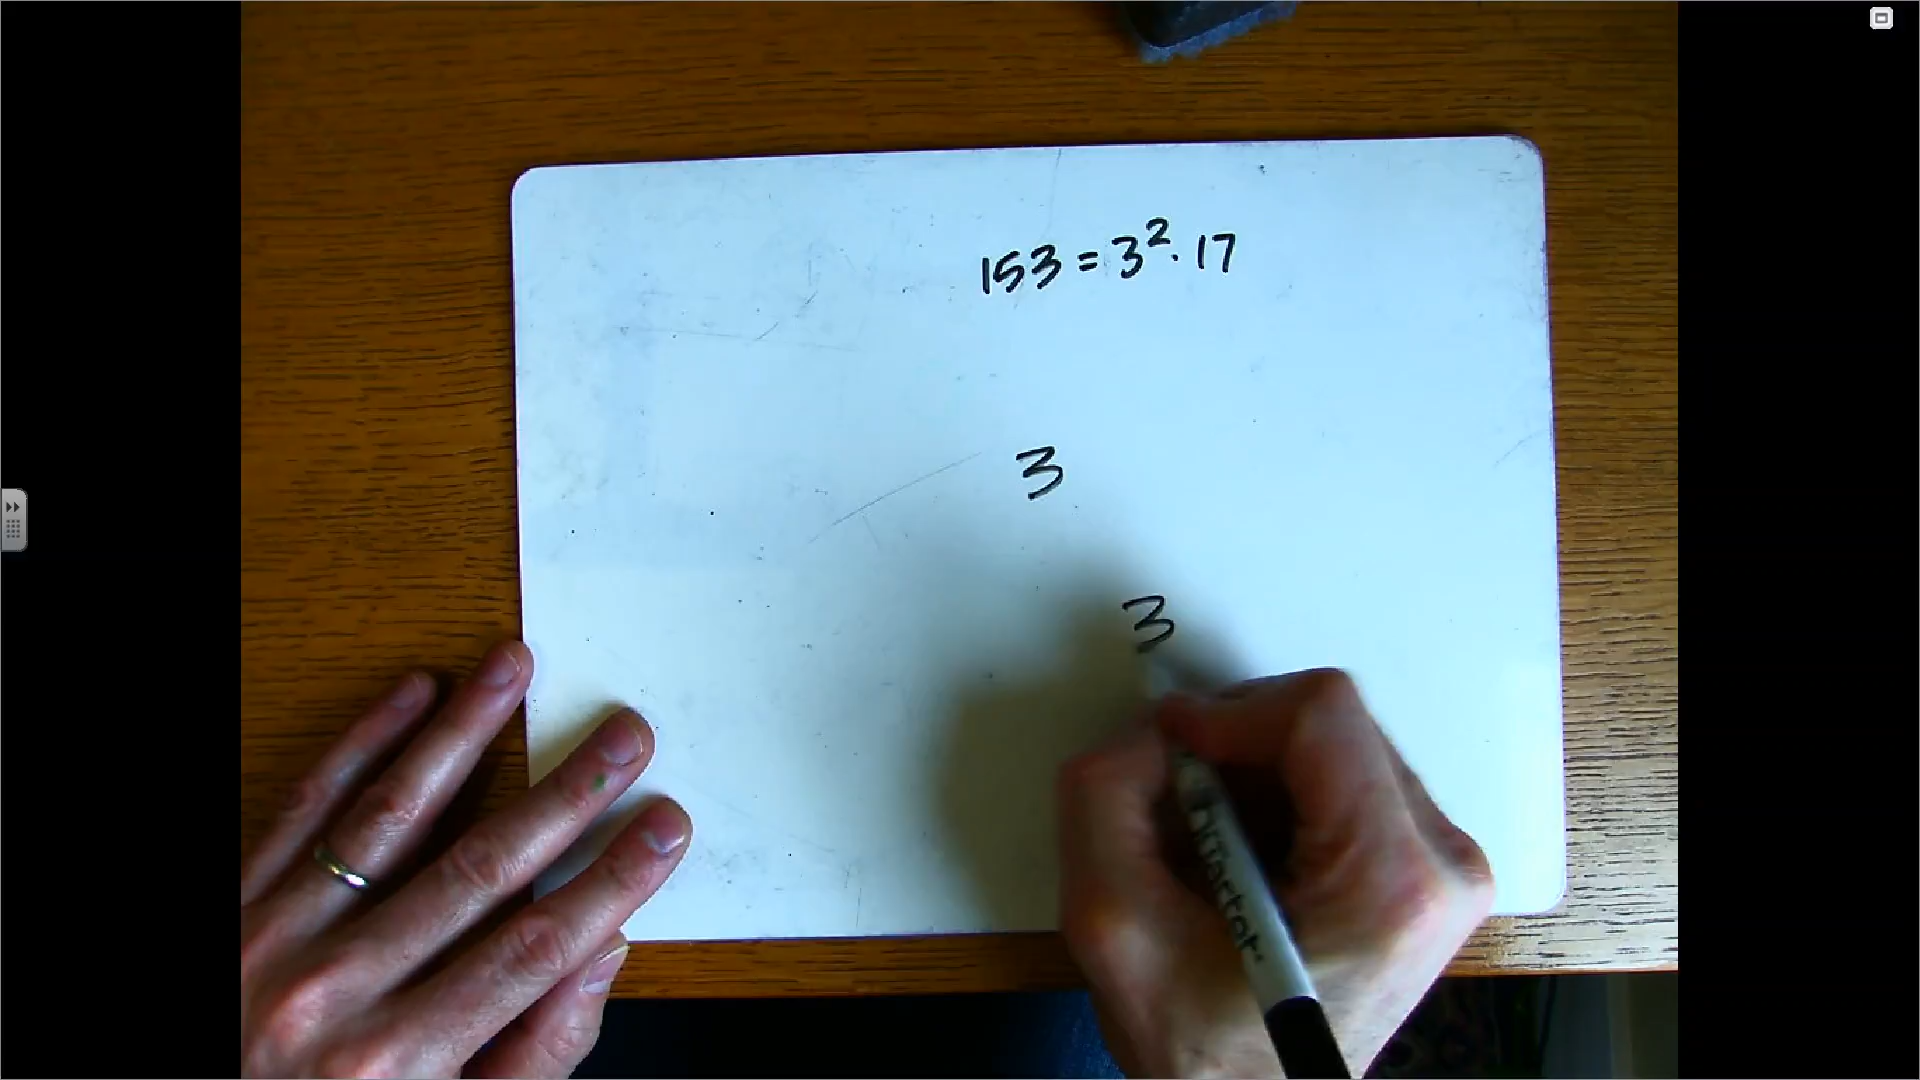 153 = 3² · 17
3
3